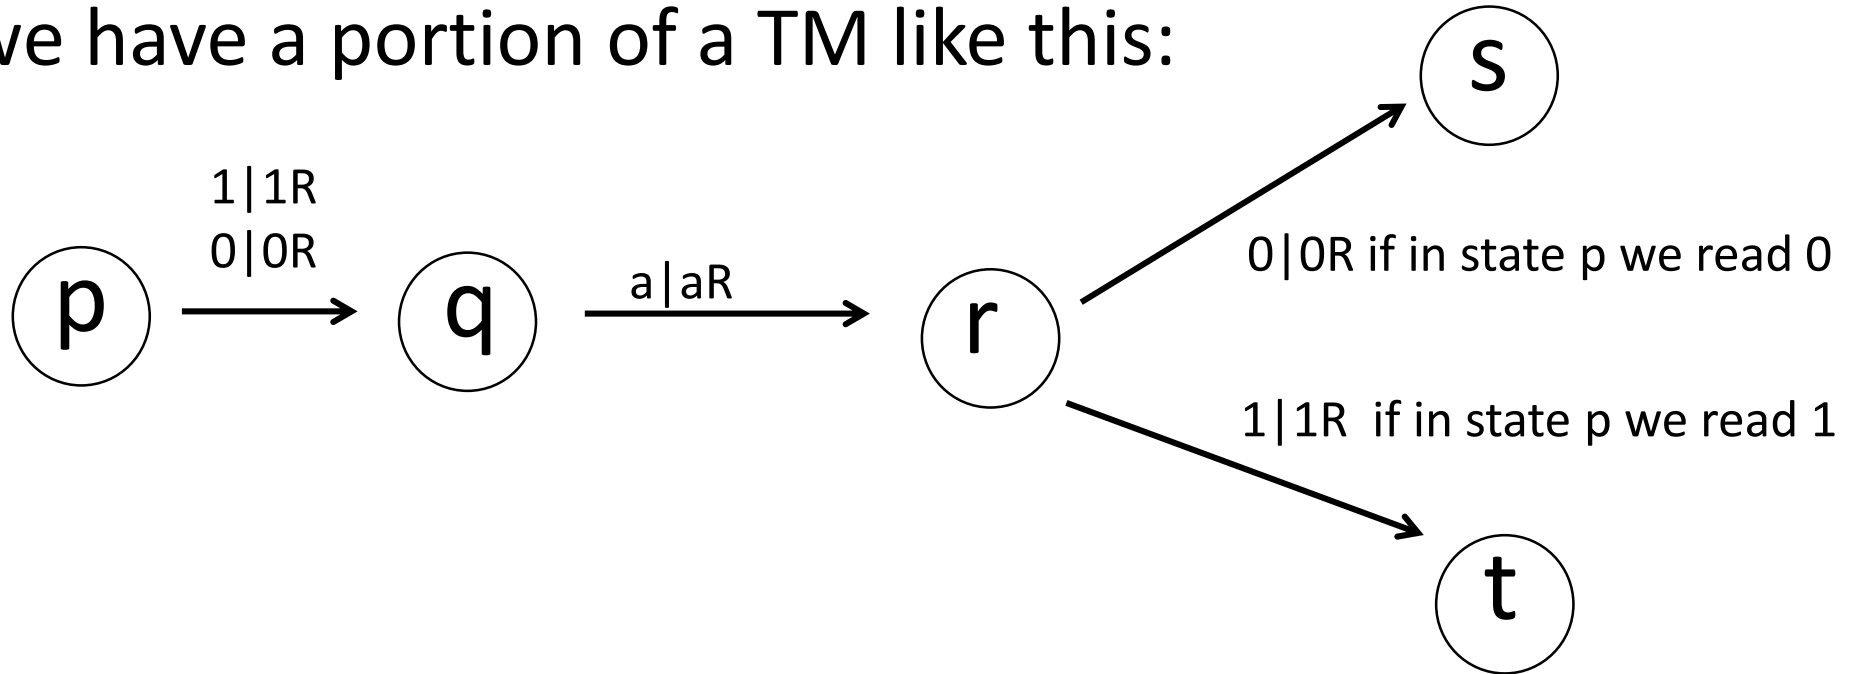 we have a portion of a TM like this:
s
1|1R
0|0R
p
q
a|aR
r
0|0R if in state p we read 0
1|1R if in state p we read 1
t